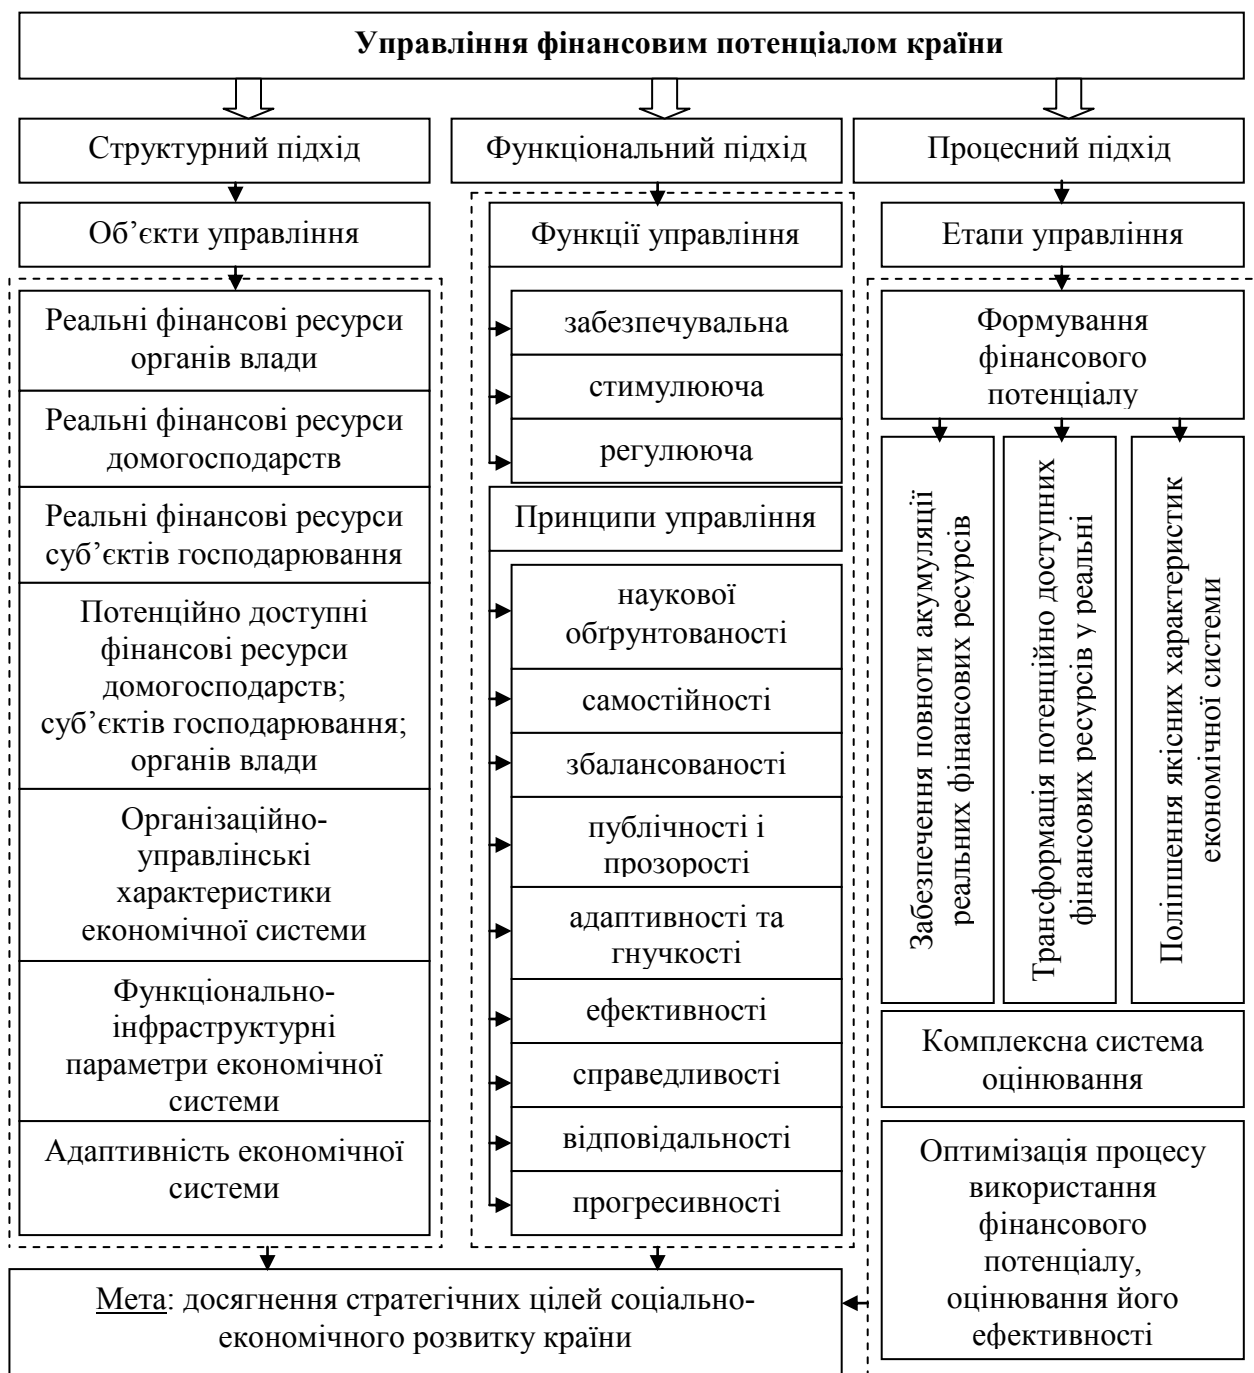 Управління фінансовим потенціалом країни
Структурний підхід
Об’єкти управління
Реальні фінансові ресурси
органів влади
Реальні фінансові ресурси
домогосподарств
Реальні фінансові ресурси
суб’єктів господарювання
Потенційно доступні
фінансові ресурси
домогосподарств;
суб’єктів господарювання;
органів влади
Організаційно-
управлінські
характеристики
економічної системи
Функціонально-
інфраструктурні
параметри економічної
системи
Адаптивність економічної
системи
Функціональний підхід
Функції управління
забезпечувальна
стимулююча
регулююча
Принципи управління
наукової
обґрунтованості
самостійності
збалансованості
публічності і
прозорості
адаптивності та
гнучкості
ефективності
справедливості
відповідальності
прогресивності
Процесний підхід
Етапи управління
Формування
фінансового
потенціалу
Забезпечення повноти акумуляції
реальних фінансових ресурсів
Трансформація потенційно доступних
фінансових ресурсів у реальні
Поліпшення якісних характеристик
економічної системи
Комплексна система
оцінювання
Оптимізація процесу
використання
фінансового
потенціалу,
оцінювання його
ефективності
Мета: досягнення стратегічних цілей соціально-
економічного розвитку країни